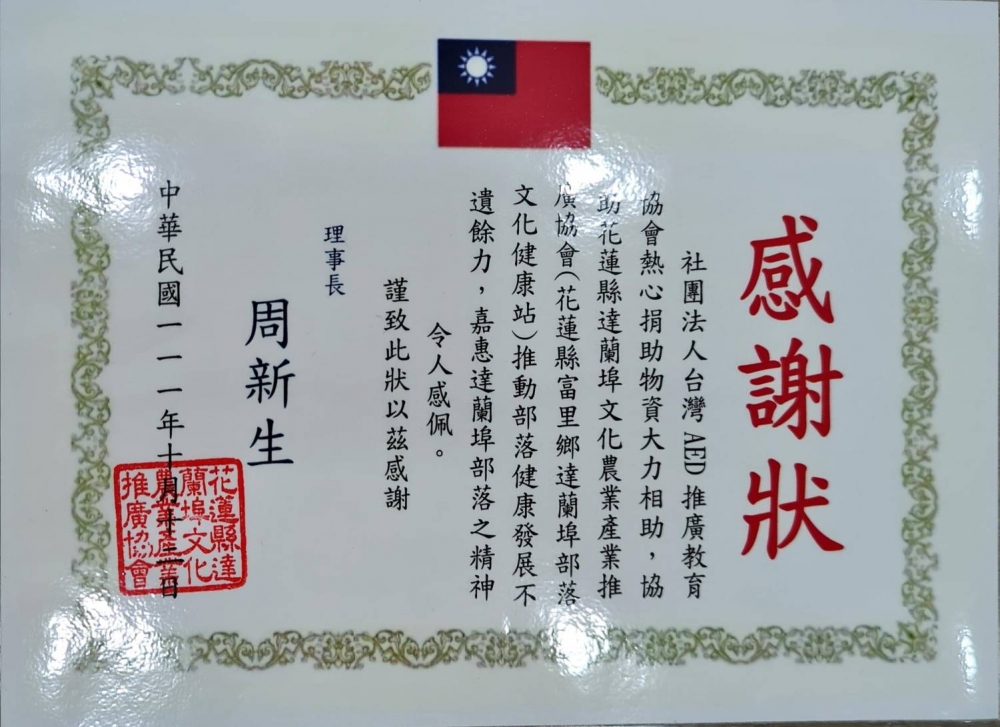 感謝狀
社團法人台灣AED推廣教育
協會熱心捐助物資大力相助，協
助花蓮縣達蘭埠文化農業產業推
廣協會（花蓮縣富里鄉達蘭埠部落
文化健康站）推動部落健康發展不
遺餘力，嘉惠達蘭埠部落之精神
令人感佩。
謹致此狀以茲感謝
理事長
周新生
中華民國一一一年十月十三日
花蓮縣達
蘭埠文化
農業產業
推廣協會